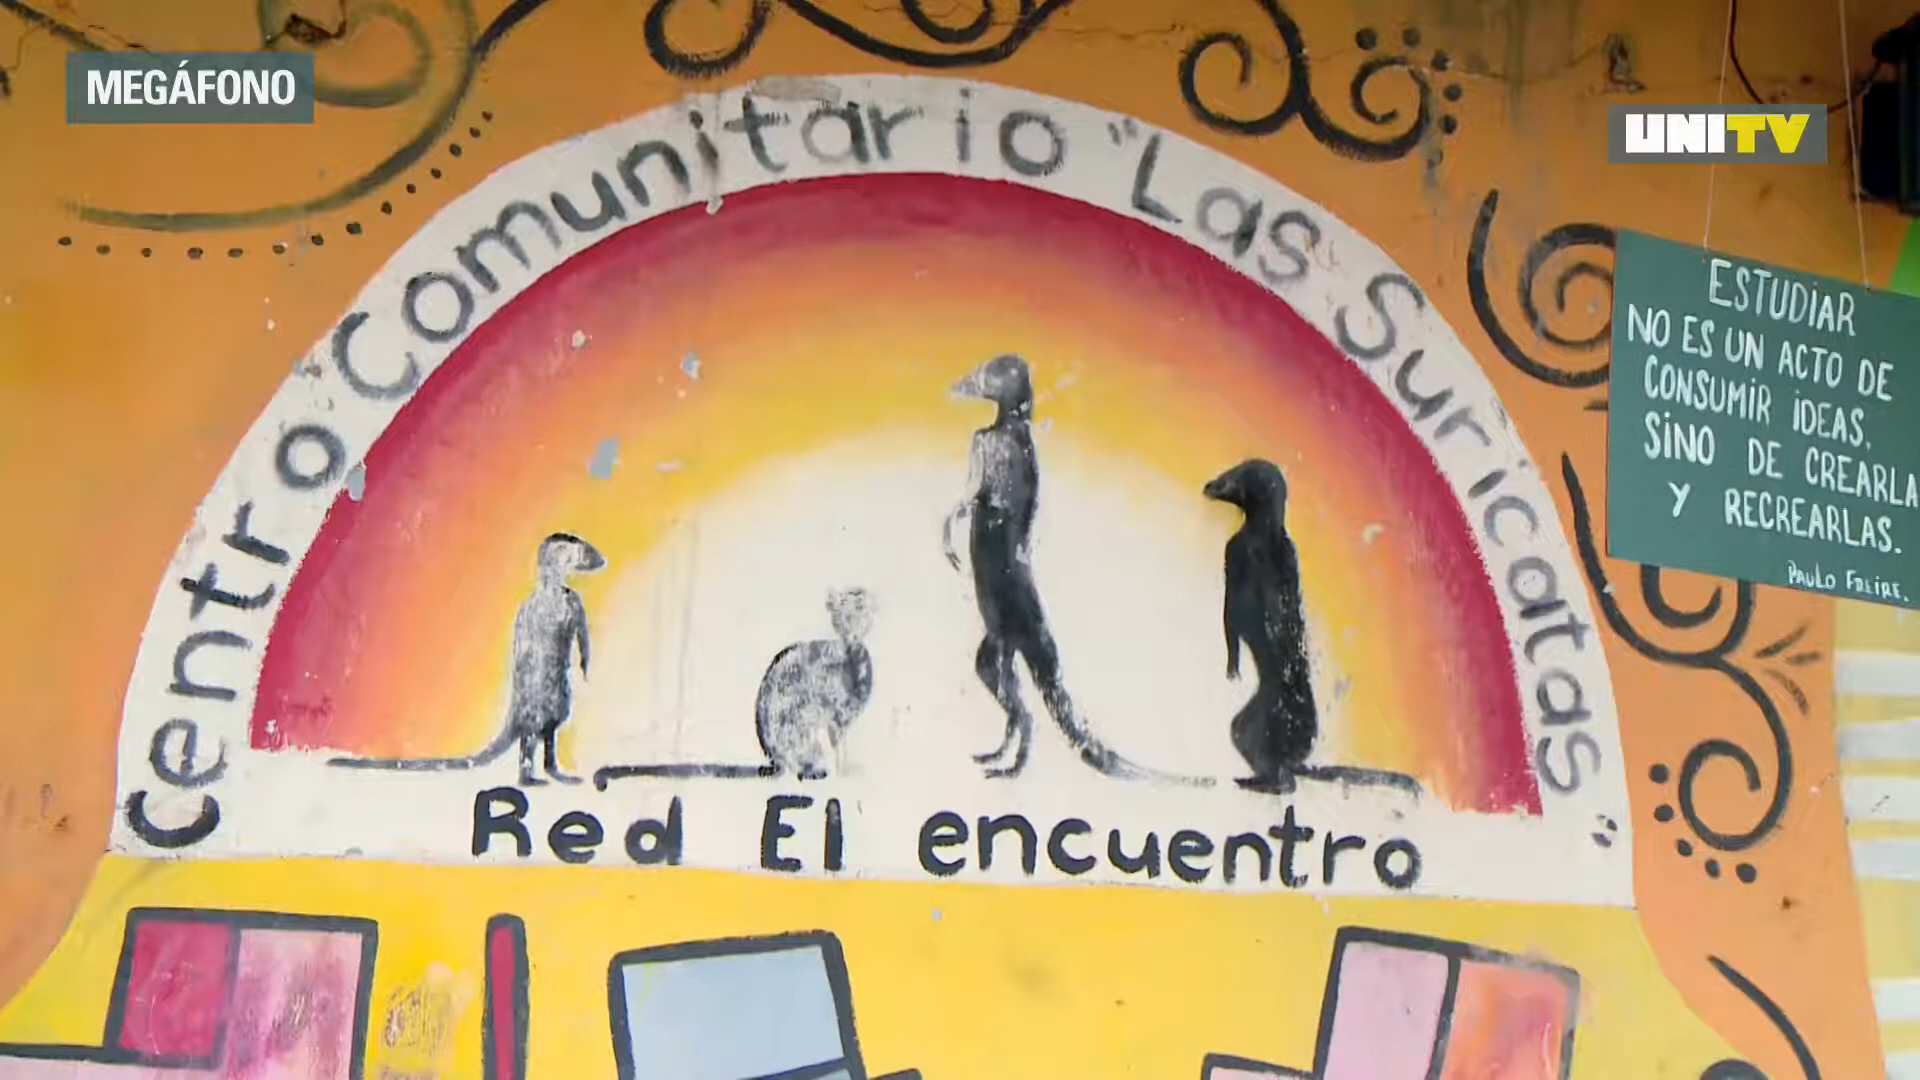 MEGÁFONO
UNITV
Centro Comunitario "Las Suricatas"
Red El encuentro
ESTUDiAR
NO ES UN ACTO DE
CONSUMiR iDEAS,
SiNO DE CREARLA
Y RECREARLAS.
PAULO FREIRE.